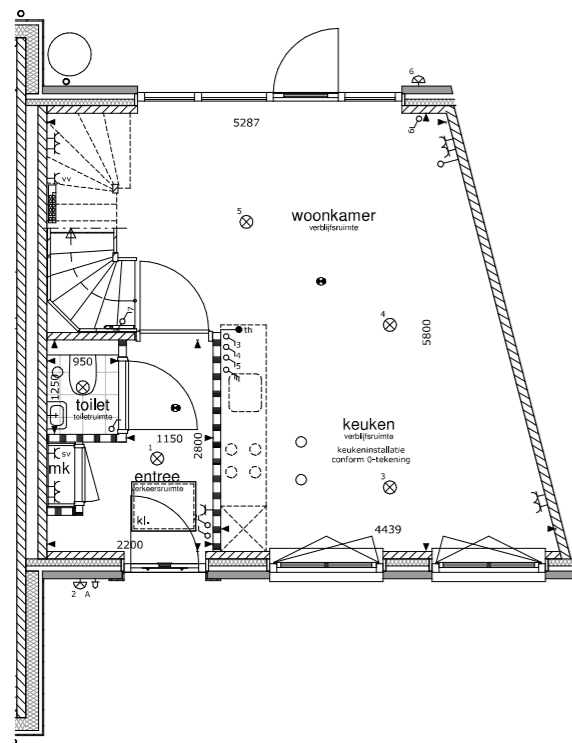 6
5287
6
vv
5
woonkamer
verblijfsruimte
4
5800
17
th
3
4
5
950
1250
toilet
toiletruimte
keuken
verblijfsruimte
keukeninstallatie
conform 0-tekening
1150
2800
1
sv
mk
entree
verkeersruimte
3
kl.
2200
4439
2 A